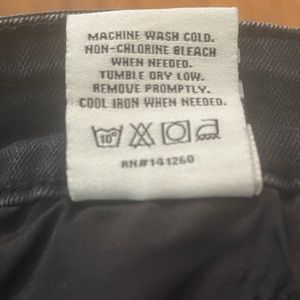 MACHINE WASH COLD.
NON-CHLORINE BLEACH
WHEN NEEDED.
TUMBLE DRY LOW.
REMOVE PROMPTLY.
COOL IRON WHEN NEEDED.
10°
RN#141260